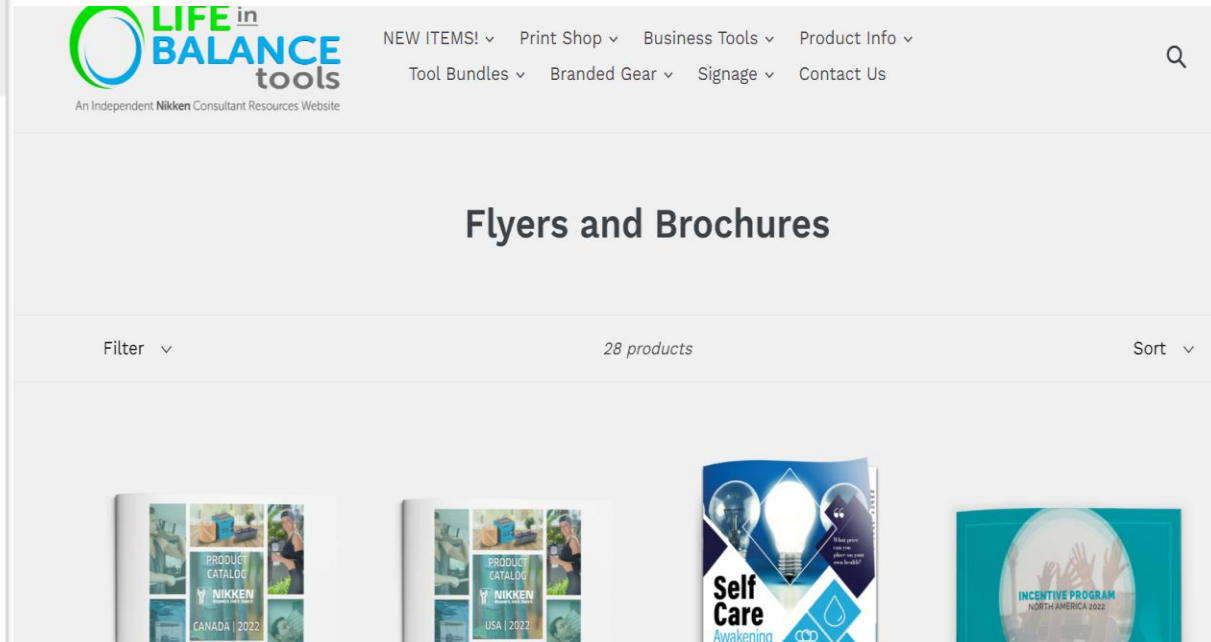 LIFE in
BALANCE
tools
An Independent Nikken Consultant Resources Website
NEW ITEMS! Print Shop Business Tools Product Info
Tool Bundles Branded Gear Signage Contact Us
Flyers and Brochures
Filter
28 products
Sort
PRODUCT
CATALOG
NIKKEN
CANADA | 2022
PRODUCT
CATALOG
NIKKEN
USA | 2022
What price
can you
place on your
own health?
Self
Care
Awakening
INCENTIVE PROGRAM
NORTH AMERICA 2022